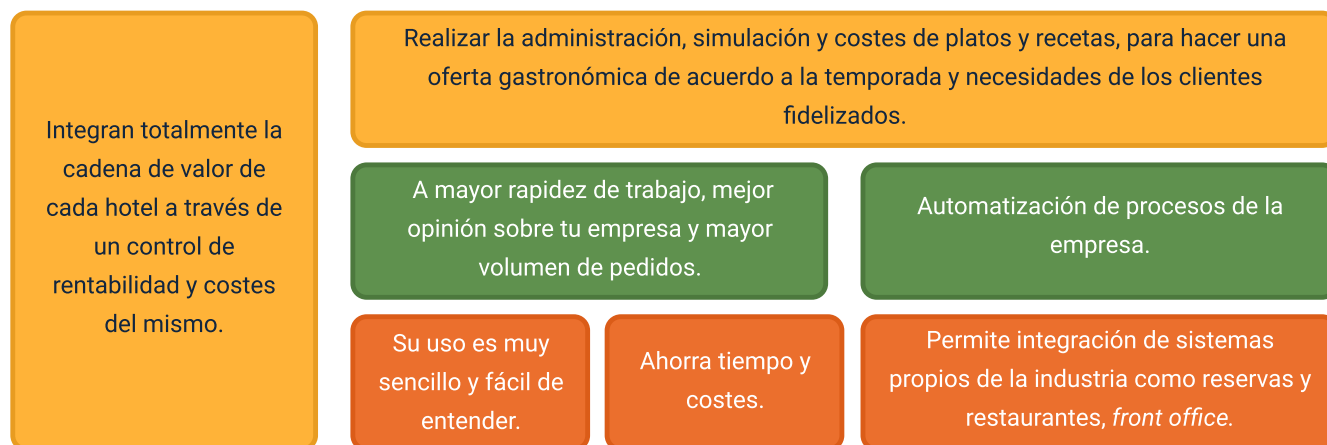 Integran totalmente la
cadena de valor de
cada hotel a través de
un control de
rentabilidad y costes
del mismo.
Realizar la administración, simulación y costes de platos y recetas, para hacer una
oferta gastronómica de acuerdo a la temporada y necesidades de los clientes
fidelizados.
A mayor rapidez de trabajo, mejor
opinión sobre tu empresa y mayor
volumen de pedidos.
Automatización de procesos de la
empresa.
Su uso es muy
sencillo y fácil de
entender.
Ahorra tiempo y
costes.
Permite integración de sistemas
propios de la industria como reservas y
restaurantes, front office.